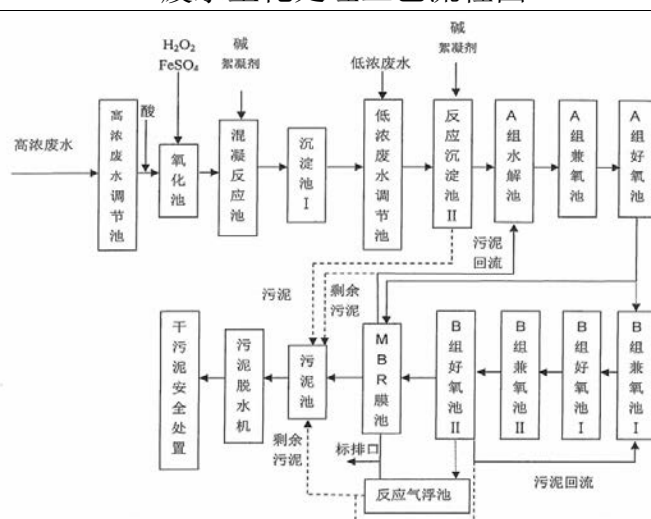 H₂O₂
FeSO₄
碱
絮凝剂
碱
絮凝剂
低浓废水
酸
高浓废水
高浓废水调节池
氧化池
混凝反应池
沉淀池I
低浓废水调节池
反应沉淀池II
A组水解池
A组兼氧池
A组好氧池
污泥
回流
污泥
剩余
污泥
干污泥安全处置
污泥脱水机
污泥池
MBR膜池
B组好氧池II
B组兼氧池II
B组好氧池I
B组兼氧池I
剩余
污泥
标排口
污泥回流
反应气浮池